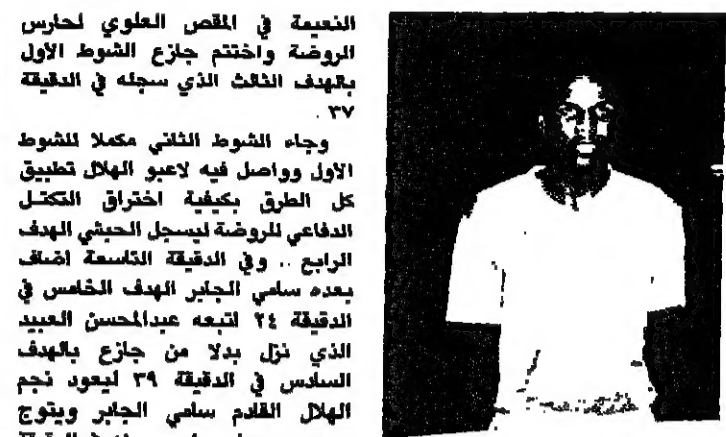 النعيمة في المقص العلوي لحارس
الروضة واختتم جازع الشوط الأول
بالهدف الثالث الذي سجله في الدقيقة
٣٧ .
وجاء الشوط الثاني مكملا للشوط
الأول وواصل فيه لاعبو الهلال تطبيق
كل الطرق بكيفية اختراق التكتل
الدفاعي للروضة ليسجل الحبشي الهدف
الرابع .. وفي الدقيقة التاسعة اضاف
بعده سامي الجابر الهدف الخامس في
الدقيقة ٢٤ اتبعه عبدالمحسن العبيد
الذي نزل بدلا من جازع بالهدف
السادس في الدقيقة ٣٩ ليعود نجم
الهلال القادم سامي الجابر ويتوج